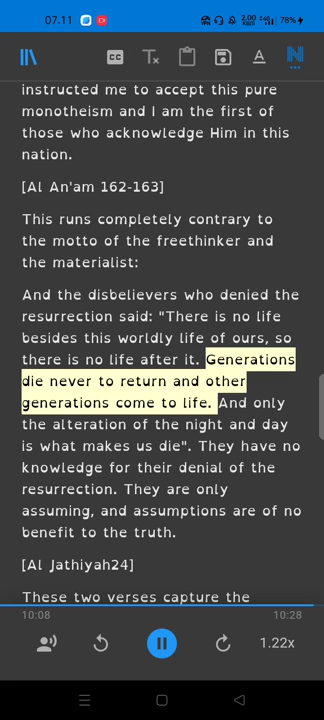 07.11
2,00
KB/S
78%
CC
instructed me to accept this pure
monotheism and I am the first of
those who acknowledge Him in this
nation.
[Al An'am 162-163]
This runs completely contrary to
the motto of the freethinker and
the materialist:
And the disbelievers who denied the
resurrection said: "There is no life
besides this worldly life of ours, so
there is no life after it. Generations
die never to return and other
generations come to life. And only
the alteration of the night and day
is what makes us die". They have no
knowledge for their denial of the
resurrection. They are only
assuming, and assumptions are of no
benefit to the truth.
[Al Jathiyah24]
These two verses capture the
10:08
10:28
1.22x